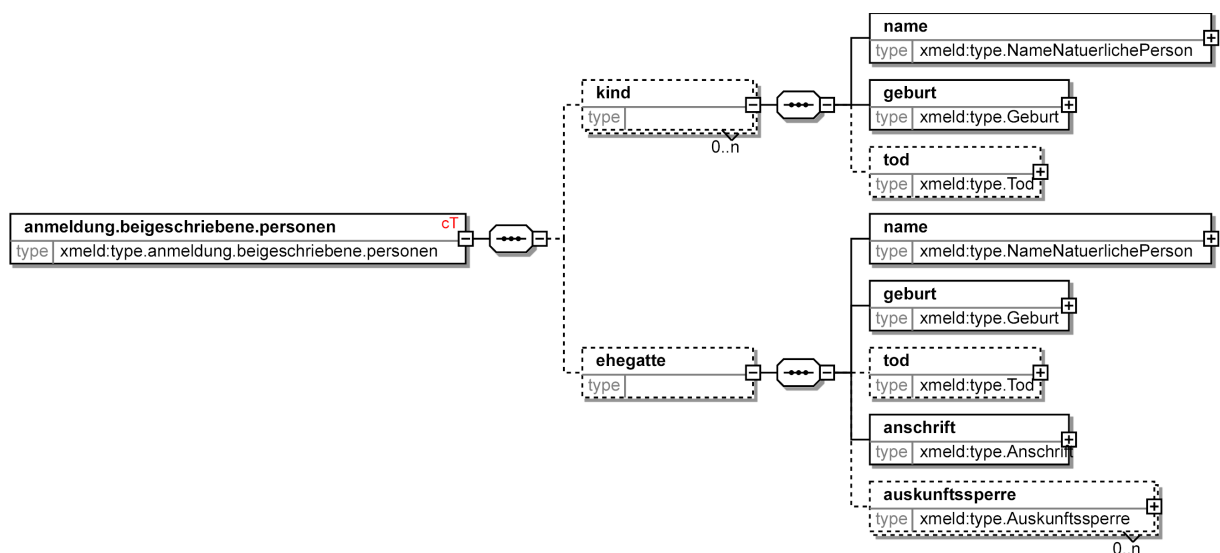 name
type xmeld:type.NameNatuerlichePerson
kind
type
0..n
geburt
type xmeld:type.Geburt
tod
type xmeld:type.Tod
anmeldung.beigeschriebene.personen cT
type xmeld:type.anmeldung.beigeschriebene.personen
name
type xmeld:type.NameNatuerlichePerson
geburt
type xmeld:type.Geburt
ehegatte
type
tod
type xmeld:type.Tod
anschrift
type xmeld:type.Anschrift
auskunftssperre
type xmeld:type.Auskunftssperre
0..n